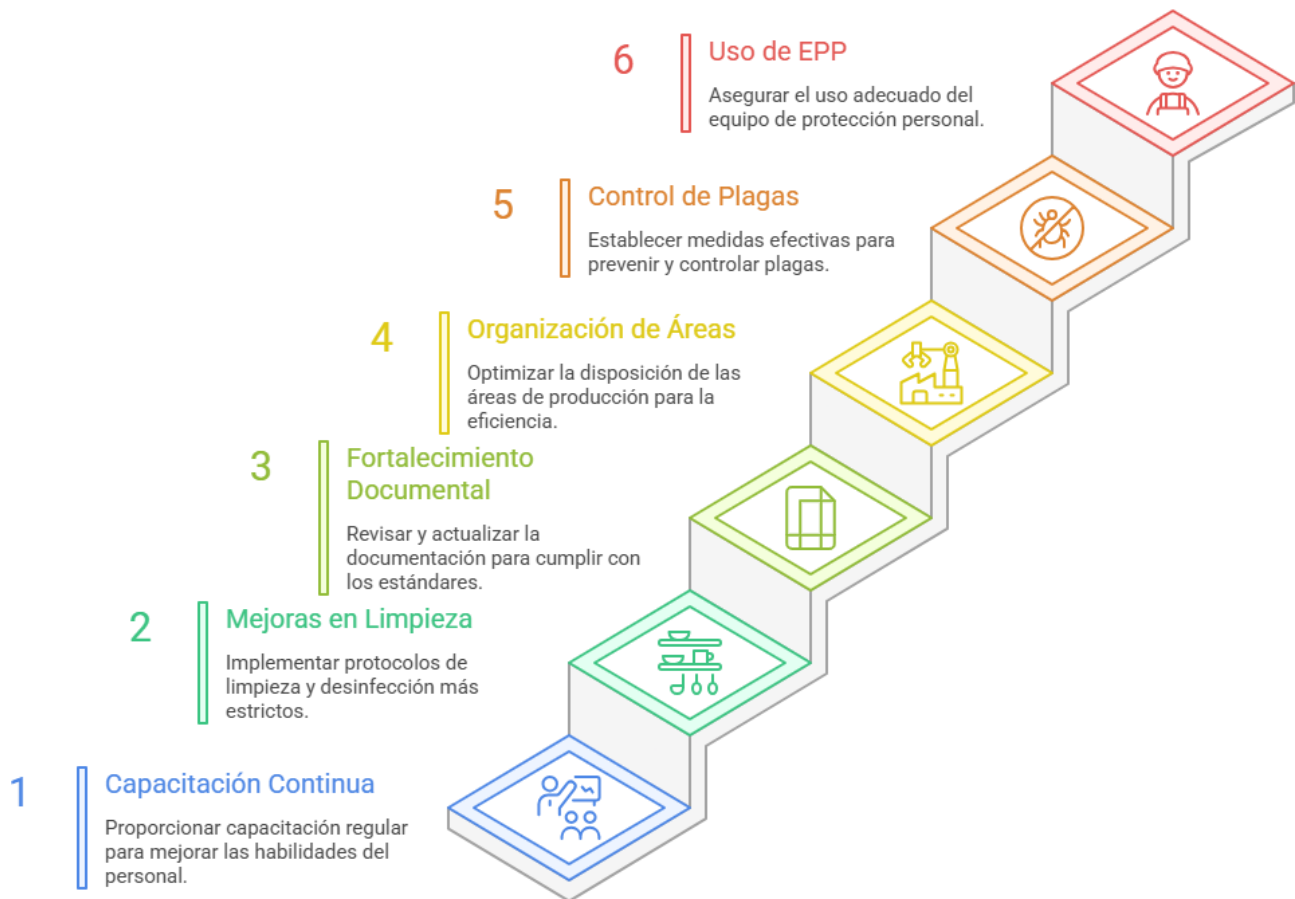 6
Uso de EPP
Asegurar el uso adecuado del
equipo de protección personal.
5
Control de Plagas
Establecer medidas efectivas para
prevenir y controlar plagas.
4
Organización de Áreas
Optimizar la disposición de las
áreas de producción para la
eficiencia.
3
Fortalecimiento
Documental
Revisar y actualizar la
documentación para cumplir con
los estándares.
2
Mejoras en Limpieza
Implementar protocolos de
limpieza y desinfección más
estrictos.
1
Capacitación Continua
Proporcionar capacitación regular
para mejorar las habilidades del
personal.